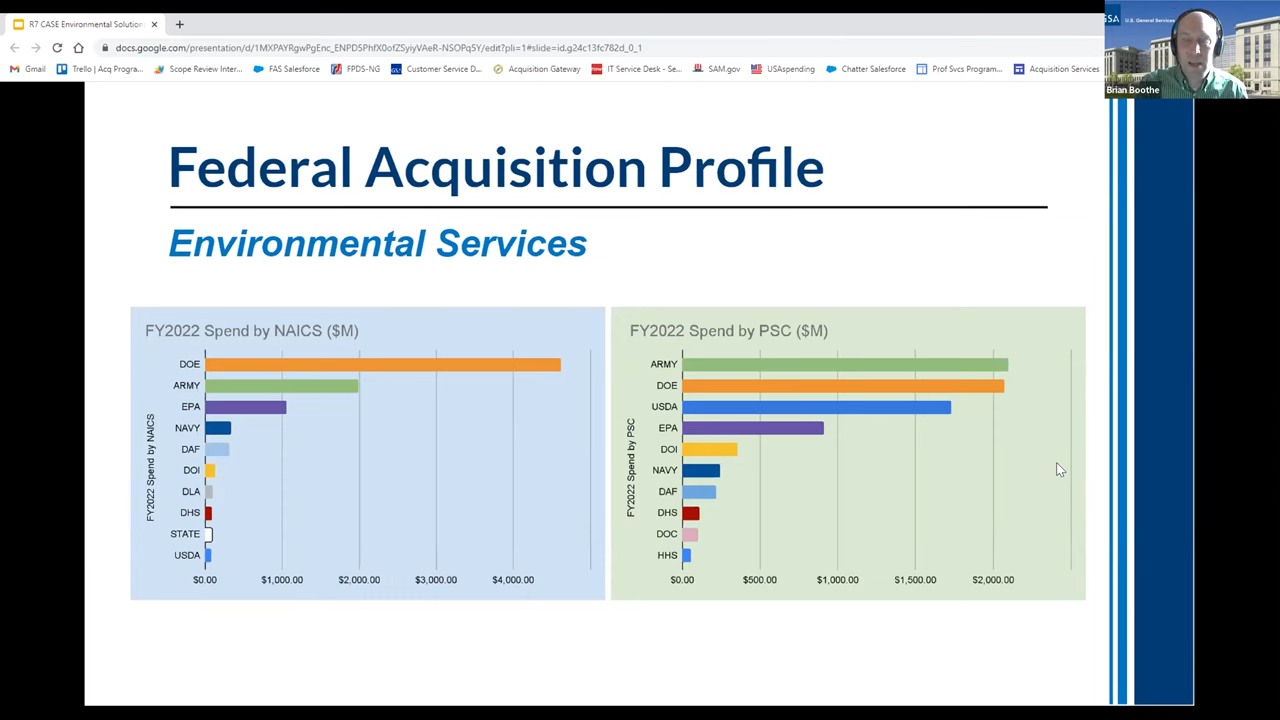 R7 CASE Environmental Solution
docs.google.com/presentation/d/1MXPAYRgwPgEnc_ENPD5PhfX0ofZSyiyVAeR-NSOPq5Y/edit?pli=1#slide=id.g24c13fc782d_0_1
Gmail
Trello | Acq Progra...
Scope Review Inter...
FAS Salesforce
FPDS-NG
Customer Service D...
Acquisition Gateway
IT Service Desk - Se...
SAM.gov
USAspending
Chatter Salesforce
Prof Svcs Program...
Acquisition Services
GSA
U.S. General Services
Brian Boothe
Federal Acquisition Profile
Environmental Services
FY2022 Spend by NAICS ($M)
FY2022 Spend by NAICS
DOE
ARMY
EPA
NAVY
DAF
DOI
DLA
DHS
STATE
USDA
$0.00 $1,000.00 $2,000.00 $3,000.00 $4,000.00
FY2022 Spend by PSC ($M)
FY2022 Spend by PSC
ARMY
DOE
USDA
EPA
DOI
NAVY
DAF
DHS
DOC
HHS
$0.00 $500.00 $1,000.00 $1,500.00 $2,000.00